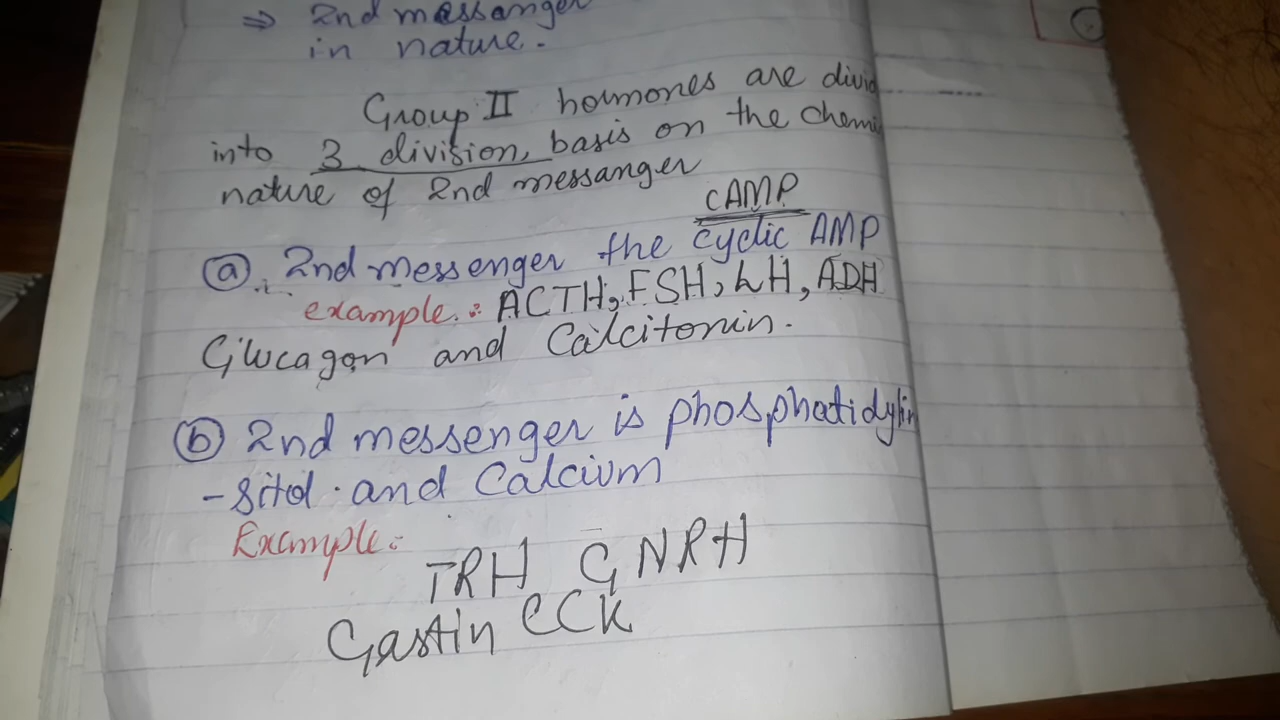 ⇒ 2nd messanger
in nature.
Group II hormones are divid
into 3 division, basis on the chemi
nature of 2nd messanger
cAMP
(a). 2nd messenger the cyclic AMP
example: ACTH, FSH, LH, ADH
Glucagon and Calcitonin.
(b) 2nd messenger is phosphatidylin
-sitol. and Calcium
Example:
TRH GNRH
Gastin CCK